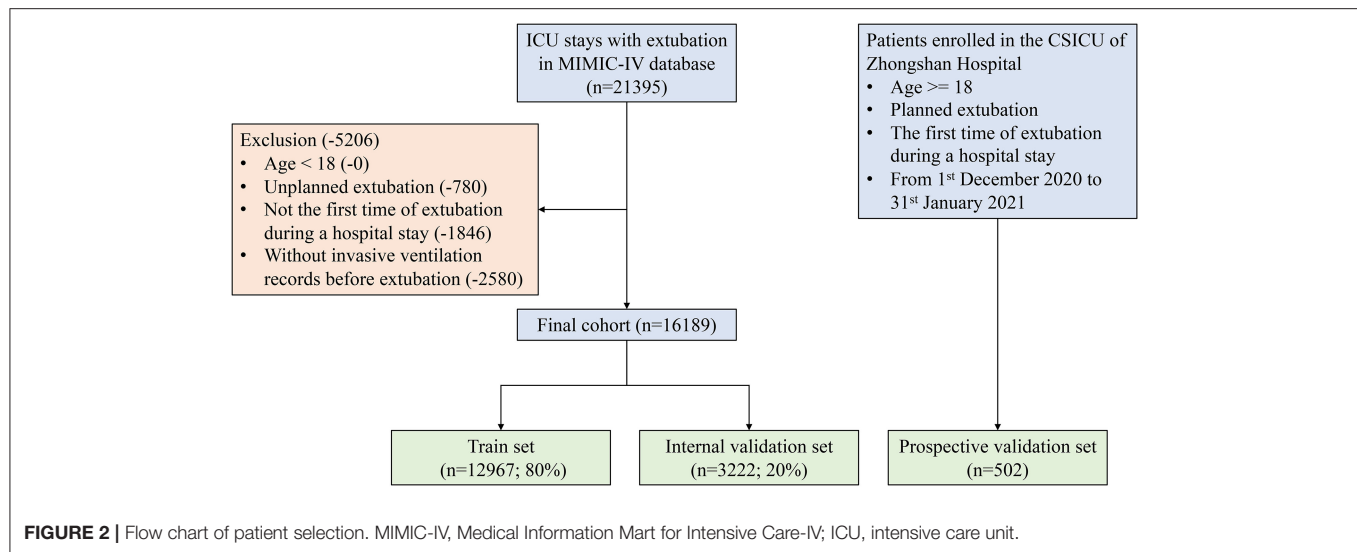 ICU stays with extubation
in MIMIC-IV database
(n=21395)
Exclusion (-5206)
• Age < 18 (-0)
• Unplanned extubation (-780)
• Not the first time of extubation
during a hospital stay (-1846)
• Without invasive ventilation
records before extubation (-2580)
Final cohort (n=16189)
Train set
(n=12967; 80%)
Internal validation set
(n=3222; 20%)
Patients enrolled in the CSICU of
Zhongshan Hospital
• Age >= 18
• Planned extubation
• The first time of extubation
during a hospital stay
• From 1st December 2020 to
31st January 2021
Prospective validation set
(n=502)
FIGURE 2 | Flow chart of patient selection. MIMIC-IV, Medical Information Mart for Intensive Care-IV; ICU, intensive care unit.